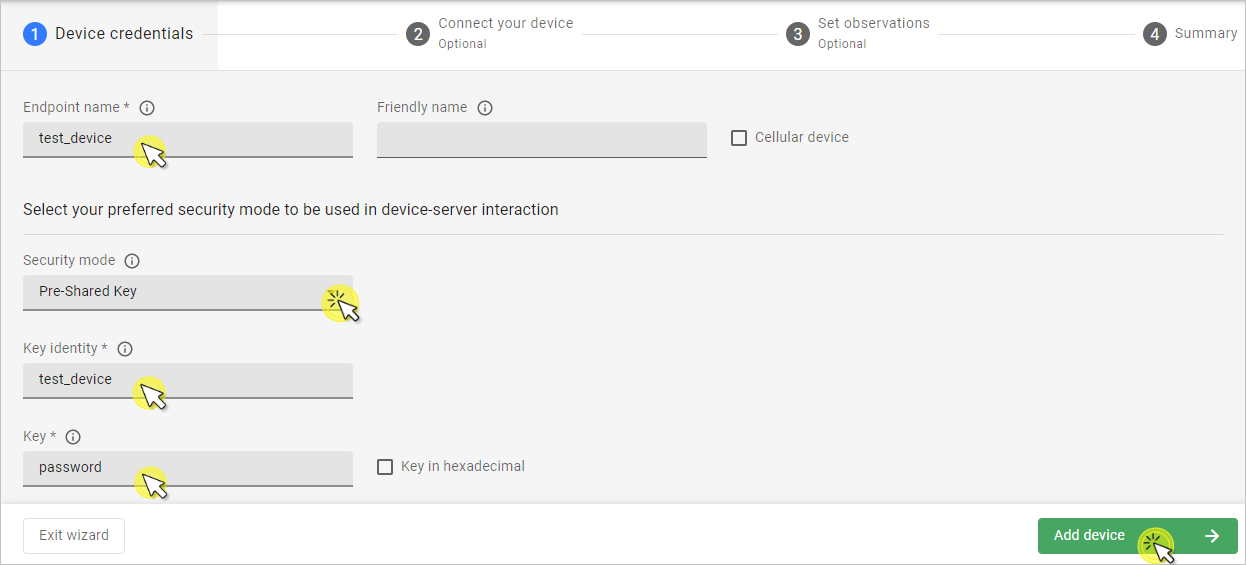 1 Device credentials
2 Connect your device
Optional
3 Set observations
Optional
4 Summary
Endpoint name *
Friendly name
test_device
Cellular device
Select your preferred security mode to be used in device-server interaction
Security mode
Pre-Shared Key
Key identity *
test_device
Key *
password
Key in hexadecimal
Exit wizard
Add device